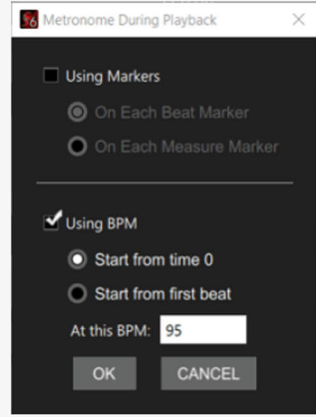 Metronome During Playback
Using Markers
On Each Beat Marker
On Each Measure Marker
Using BPM
Start from time 0
Start from first beat
At this BPM: 95
OK CANCEL